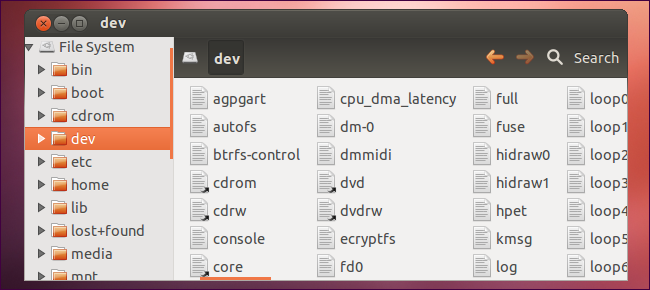 dev
File System
bin
boot
cdrom
dev
etc
home
lib
lost+found
media
mnt
dev
Search
agpgart
autofs
btrfs-control
cdrom
cdrw
console
core
cpu_dma_latency
dm-0
dmmidi
dvd
dvdrw
ecryptfs
fd0
full
fuse
hidraw0
hidraw1
hpet
kmsg
log
loop0
loop1
loop2
loop3
loop4
loop5
loop6